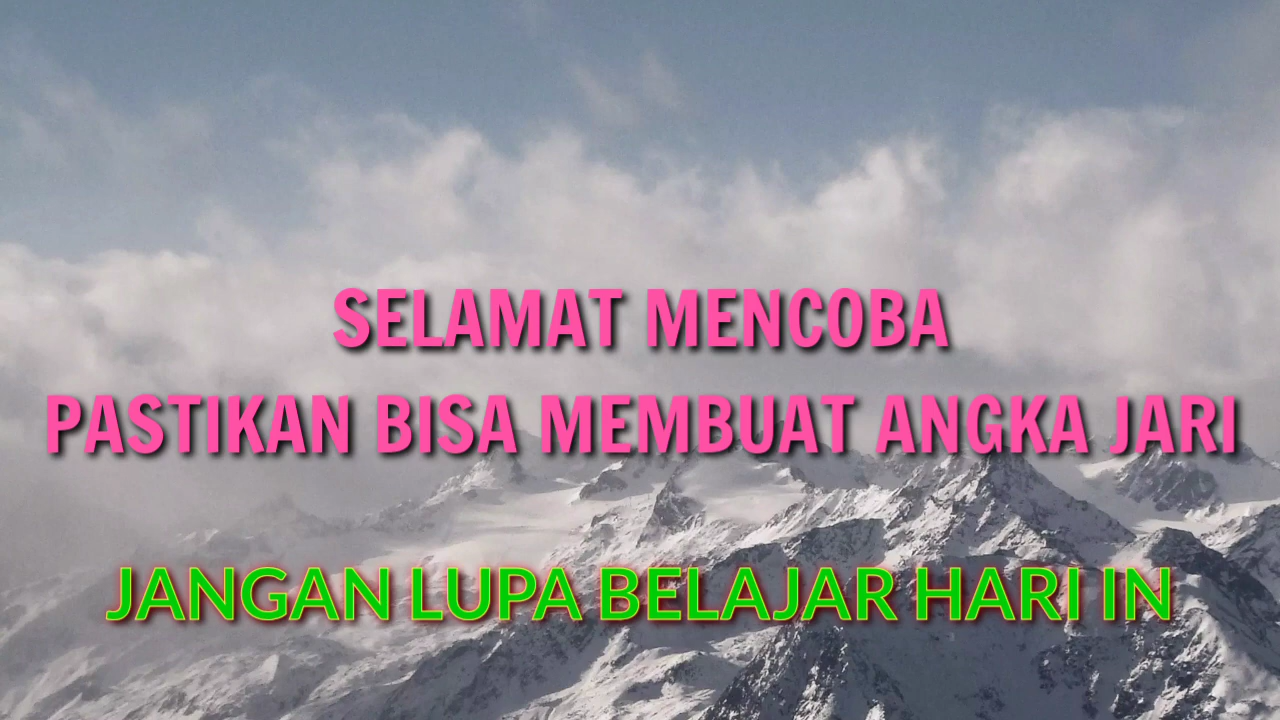 SELAMAT MENCOBA
PASTIKAN BISA MEMBUAT ANGKA JARI
JANGAN LUPA BELAJAR HARI IN